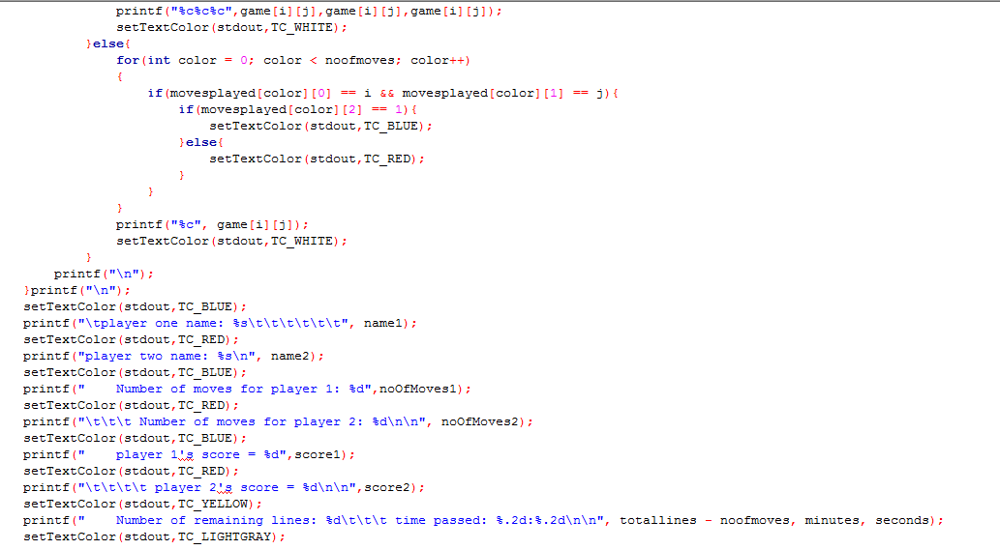 printf("%c%c%c",game[i][j],game[i][j],game[i][j]);
setTextColor(stdout,TC_WHITE);
}else{
for(int color = 0; color < noofmoves; color++)
{
if(movesplayed[color][0] == i && movesplayed[color][1] == j){
if(movesplayed[color][2] == 1){
setTextColor(stdout,TC_BLUE);
}else{
setTextColor(stdout,TC_RED);
}
}
}
printf("%c", game[i][j]);
setTextColor(stdout,TC_WHITE);
}
printf("\n");
}printf("\n");
setTextColor(stdout,TC_BLUE);
printf("\tplayer one name: %s\t\t\t\t\t\t", name1);
setTextColor(stdout,TC_RED);
printf("player two name: %s\n", name2);
setTextColor(stdout,TC_BLUE);
printf("    Number of moves for player 1: %d",noOfMoves1);
setTextColor(stdout,TC_RED);
printf("\t\t\t Number of moves for player 2: %d\n\n", noOfMoves2);
setTextColor(stdout,TC_BLUE);
printf("    player 1's score = %d",score1);
setTextColor(stdout,TC_RED);
printf("\t\t\t\t player 2's score = %d\n\n",score2);
setTextColor(stdout,TC_YELLOW);
printf("    Number of remaining lines: %d\t\t\t time passed: %.2d:%.2d\n\n", totallines - noofmoves, minutes, seconds);
setTextColor(stdout,TC_LIGHTGRAY);